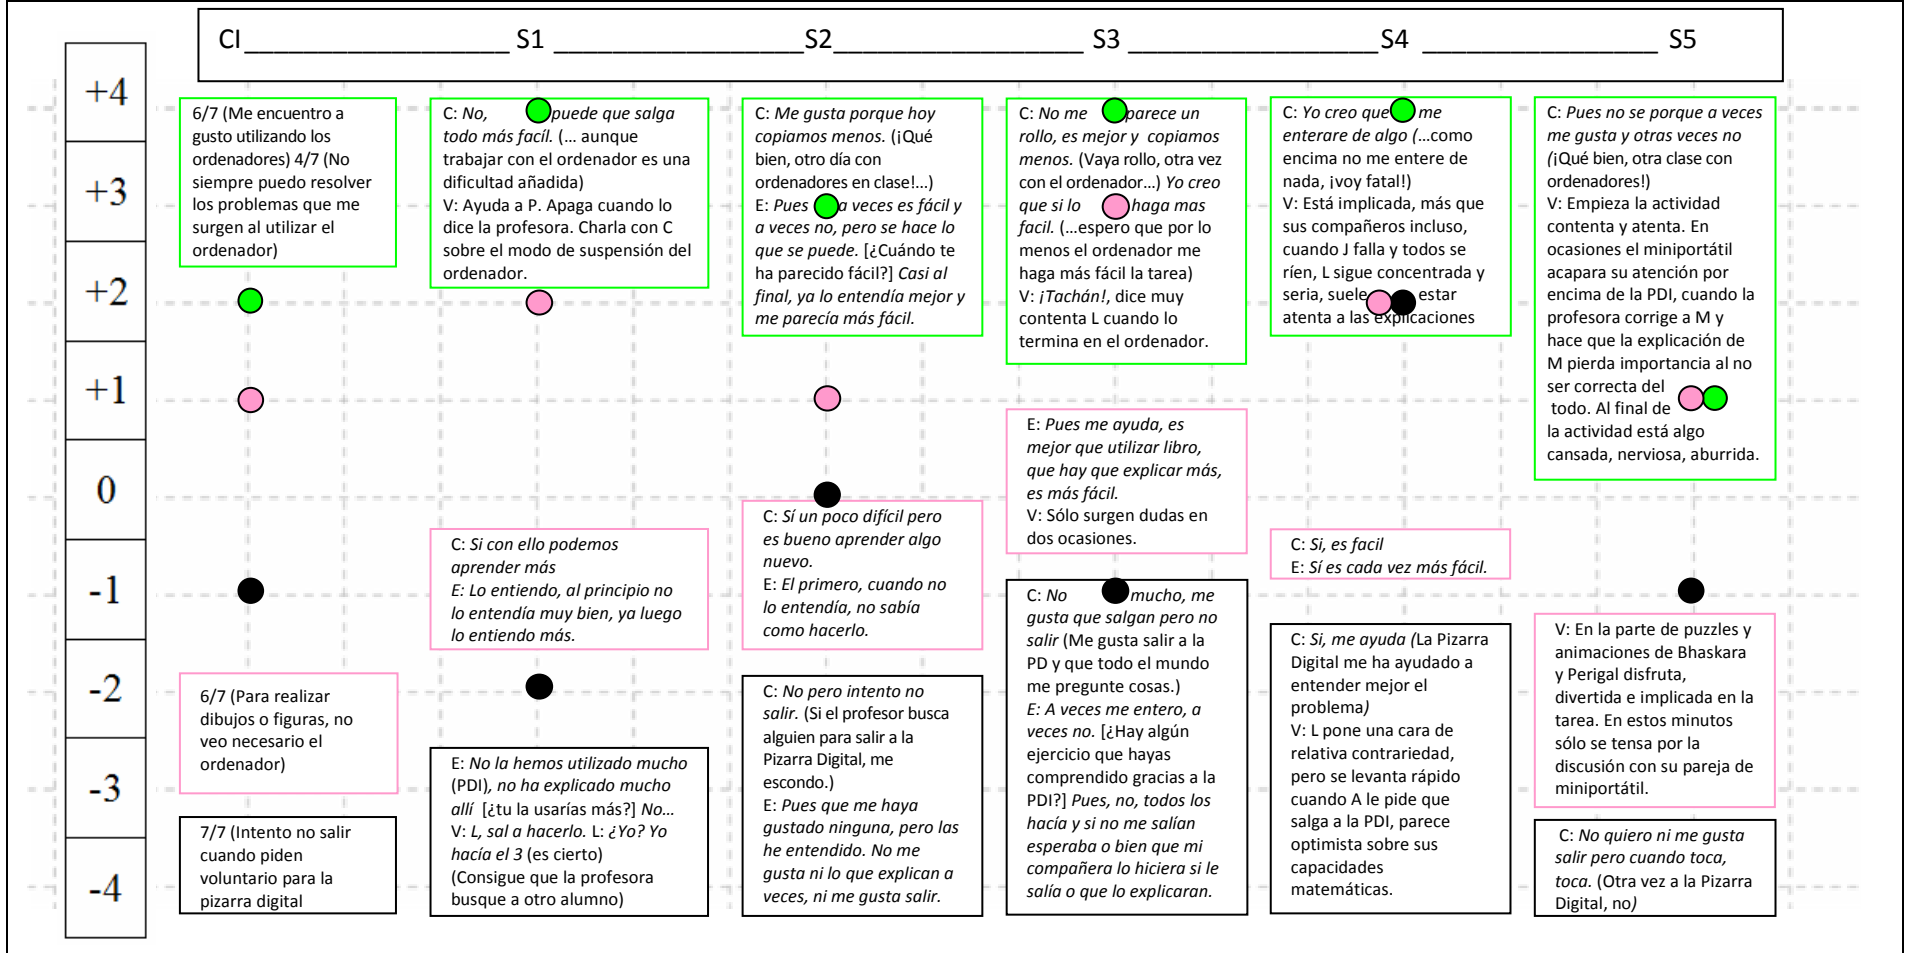 CI___________________ S1 __________________S2__________________ S3 __________________S4 _________________ S5
+4
+3
+2
+1
0
-1
-2
-3
-4
6/7 (Me encuentro a
gusto utilizando los
ordenadores) 4/7 (No
siempre puedo resolver
los problemas que me
surgen al utilizar el
ordenador)
6/7 (Para realizar
dibujos o figuras, no
veo necesario el
ordenador)
7/7 (Intento no salir
cuando piden
voluntario para la
pizarra digital
C: No, puede que salga
todo más facíl. (... aunque
trabajar con el ordenador es una
dificultad añadida)
V: Ayuda a P. Apaga cuando lo
dice la profesora. Charla con C
sobre el modo de suspensión del
ordenador.
C: Si con ello podemos
aprender más
E: Lo entiendo, al principio no
lo entendía muy bien, ya luego
lo entiendo más.
E: No la hemos utilizado mucho
(PDI), no ha explicado mucho
allí [¿tu la usarías más?] No...
V: L, sal a hacerlo. L: ¿Yo? Yo
hacía el 3 (es cierto)
(Consigue que la profesora
busque a otro alumno)
C: Me gusta porque hoy
copiamos menos. (¡Qué
bien, otro día con
ordenadores en clase!...)
E: Pues a veces es fácil y
a veces no, pero se hace lo
que se puede. [¿Cuándo te
ha parecido fácil?] Casi al
final, ya lo entendía mejor y
me parecía más fácil.
C: Sí un poco difícil pero
es bueno aprender algo
nuevo.
E: El primero, cuando no
lo entendía, no sabía
como hacerlo.
C: No pero intento no
salir. (Si el profesor busca
alguien para salir a la
Pizarra Digital, me
escondo.)
E: Pues que me haya
gustado ninguna, pero las
he entendido. No me
gusta ni lo que explican a
veces, ni me gusta salir.
C: No me parece un
rollo, es mejor y copiamos
menos. (Vaya rollo, otra vez
con el ordenador...) Yo creo
que si lo haga mas
facil. (...espero que por lo
menos el ordenador me
haga más fácil la tarea)
V: ¡Tachán!, dice muy
contenta L cuando lo
termina en el ordenador.
E: Pues me ayuda, es
mejor que utilizar libro,
que hay que explicar más,
es más fácil.
V: Sólo surgen dudas en
dos ocasiones.
C: No mucho, me
gusta que salgan pero no
salir (Me gusta salir a la
PD y que todo el mundo
me pregunte cosas.)
E: A veces me entero, a
veces no. [¿Hay algún
ejercicio que hayas
comprendido gracias a la
PDI?] Pues, no, todos los
hacía y si no me salían
esperaba o bien que mi
compañera lo hiciera si le
salía o que lo explicaran.
C: Yo creo que me
enterare de algo (...como
encima no me entere de
nada, ¡voy fatal!)
V: Está implicada, más que
sus compañeros incluso,
cuando J falla y todos se
ríen, L sigue concentrada y
seria, suele estar
atenta a las explicaciones
C: Si, es facil
E: Sí es cada vez más fácil.
C: Si, me ayuda (La Pizarra
Digital me ha ayudado a
entender mejor el
problema)
V: L pone una cara de
relativa contrariedad,
pero se levanta rápido
cuando A le pide que
salga a la PDI, parece
optimista sobre sus
capacidades
matemáticas.
C: Pues no se porque a veces
me gusta y otras veces no
(¡Qué bien, otra clase con
ordenadores!)
V: Empieza la actividad
contenta y atenta. En
ocasiones el miniportátil
acapara su atención por
encima de la PDI, cuando la
profesora corrige a M y
hace que la explicación de
M pierda importancia al no
ser correcta del
todo. Al final de
la actividad está algo
cansada, nerviosa, aburrida.
V: En la parte de puzzles y
animaciones de Bhaskara
y Perigal disfruta,
divertida e implicada en la
tarea. En estos minutos
sólo se tensa por la
discusión con su pareja de
miniportátil.
C: No quiero ni me gusta
salir pero cuando toca,
toca. (Otra vez a la Pizarra
Digital, no)